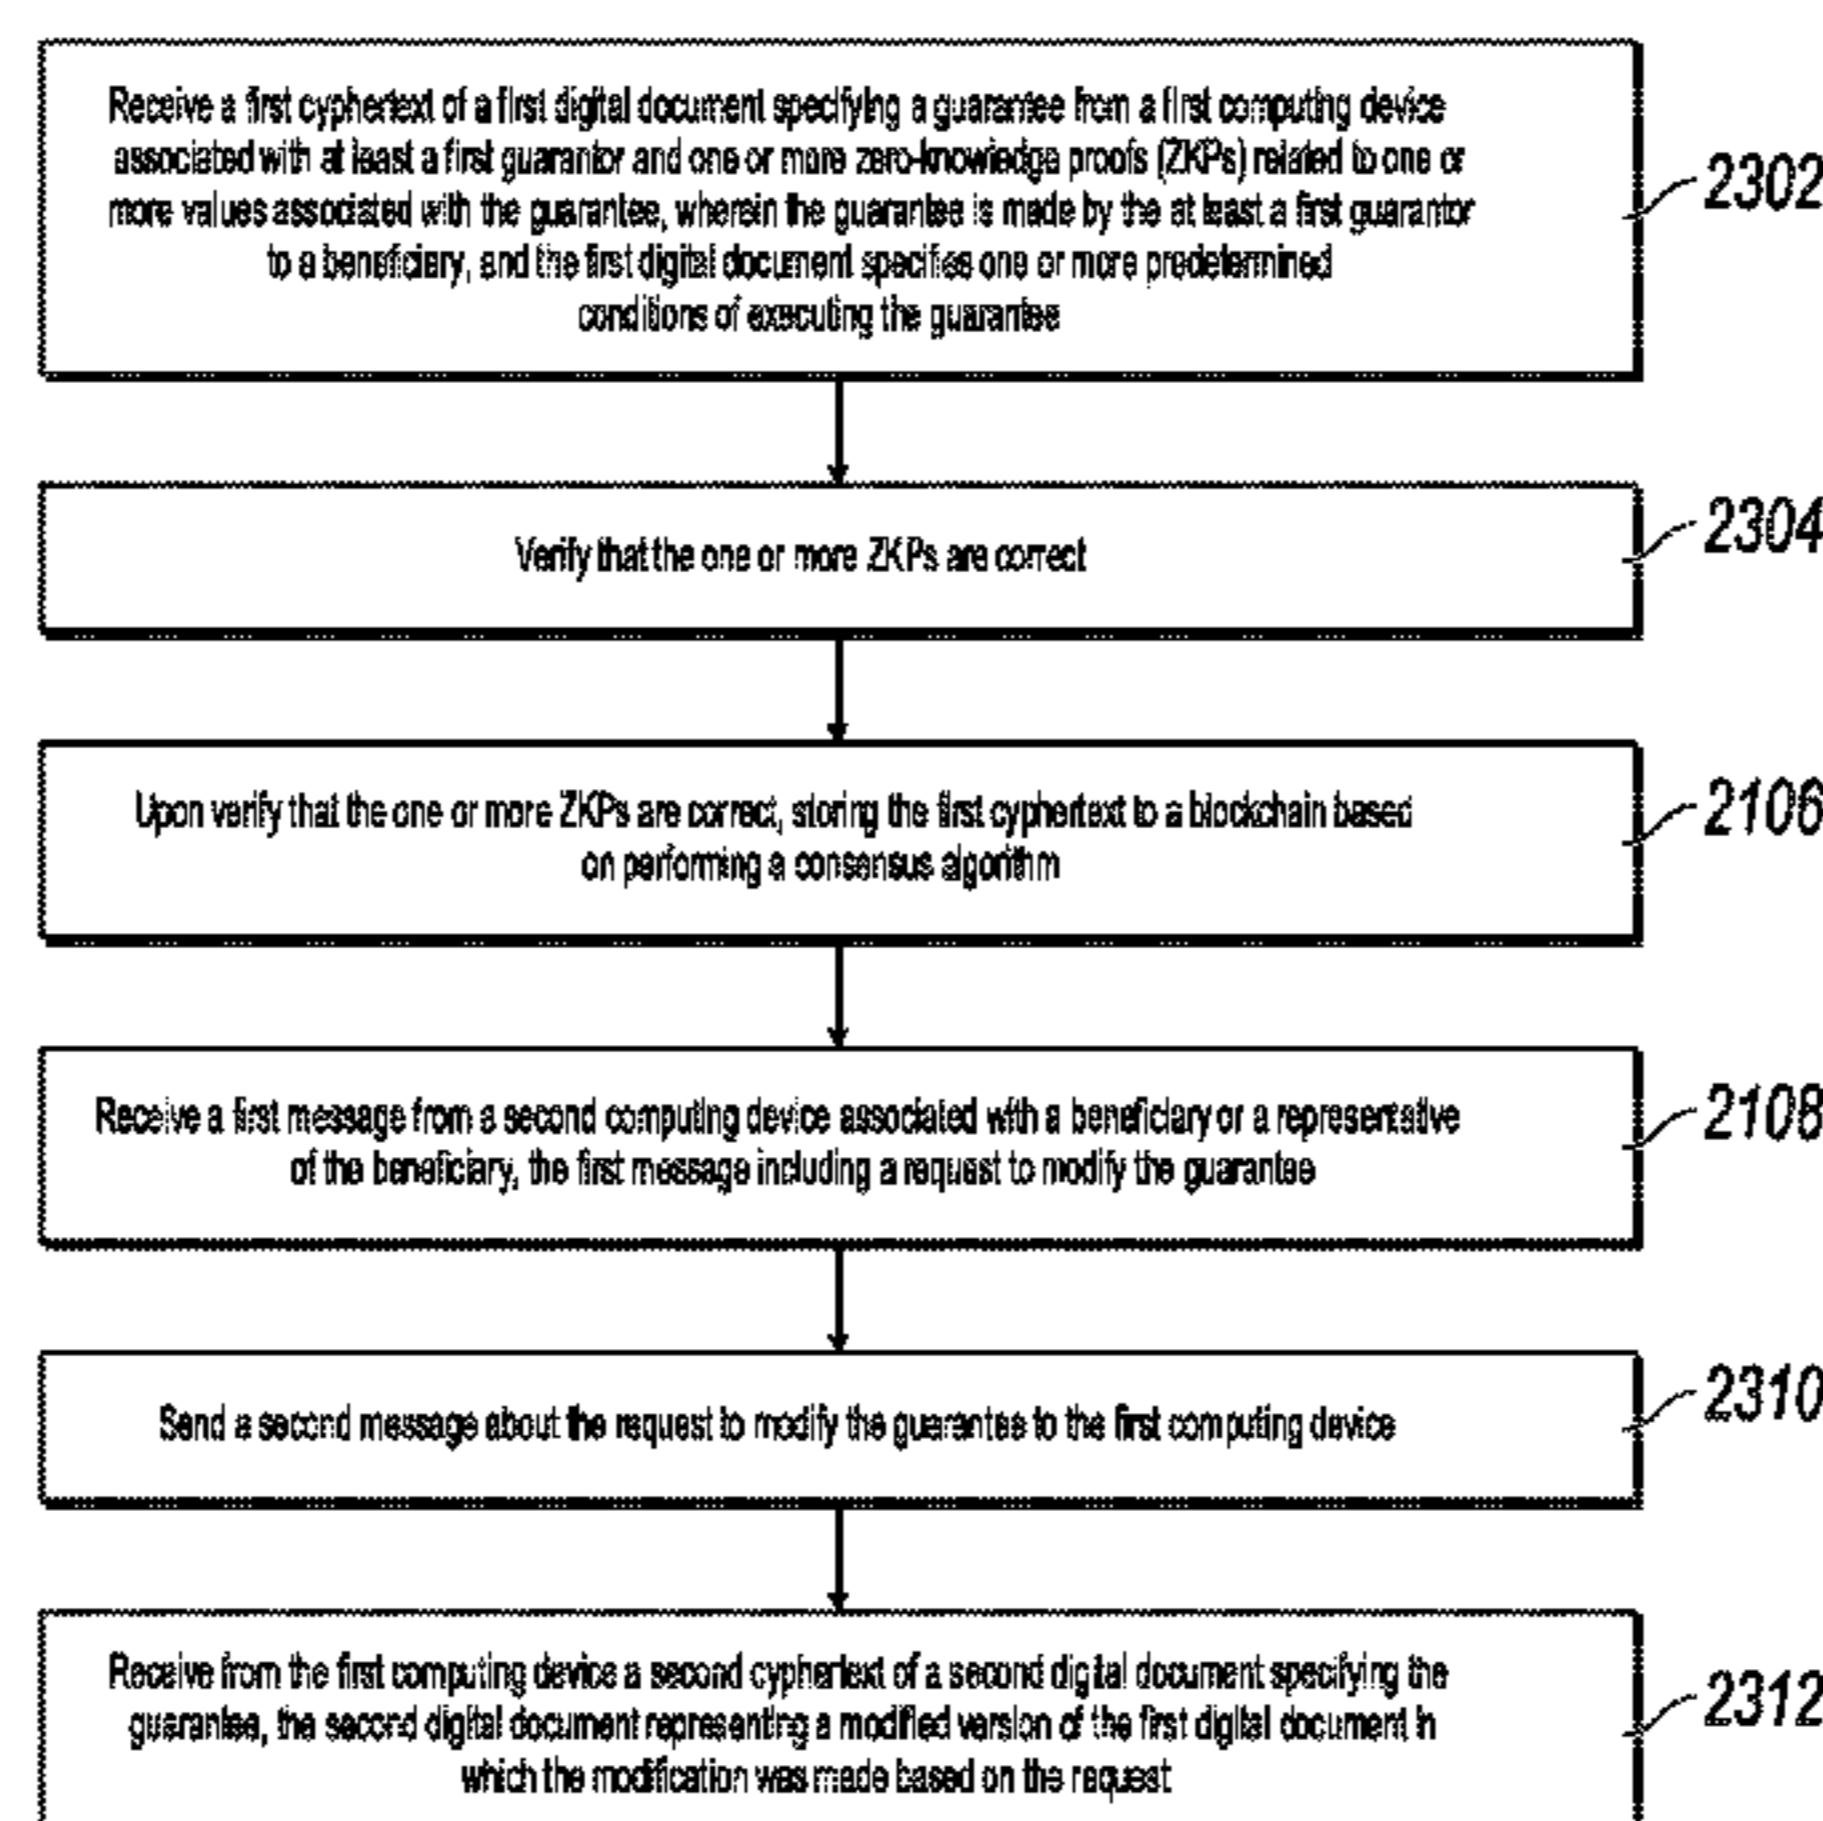 Receive a first cyphertext of a first digital document specifying a guarantee from a first computing device
associated with at least a first guarantor and one or more zero-knowledge proofs (ZKPs) related to one or
more values associated with the guarantee, wherein the guarantee is made by the at least a first guarantor
to a beneficiary, and the first digital document specifies one or more predetermined
conditions of executing the guarantee
2302
Verify that the one or more ZKPs are correct
2304
Upon verify that the one or more ZKPs are correct, storing the first cyphertext to a blockchain based
on performing a consensus algorithm
2106
Receive a first message from a second computing device associated with a beneficiary or a representative
of the beneficiary, the first message including a request to modify the guarantee
2108
Send a second message about the request to modify the guarantee to the first computing device
2310
Receive from the first computing device a second cyphertext of a second digital document specifying the
guarantee, the second digital document representing a modified version of the first digital document in
which the modification was made based on the request
2312